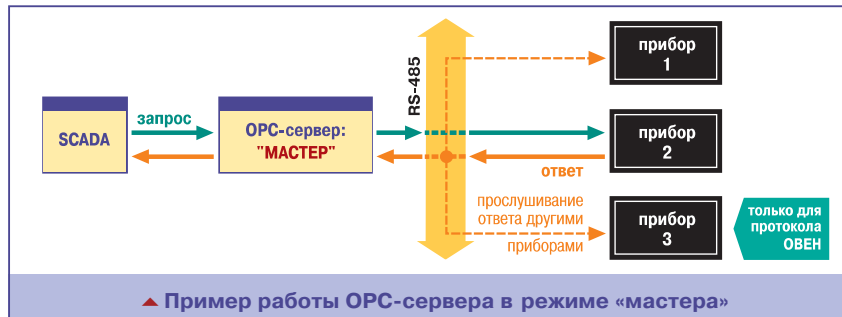 SCADA
запрос
OPC-сервер:
"МАСТЕР"
RS-485
прибор
1
прибор
2
ответ
прослушивание
ответа другими
приборами
прибор
3
только для
протокола
ОВЕН
Пример работы OPC-сервера в режиме «мастера»